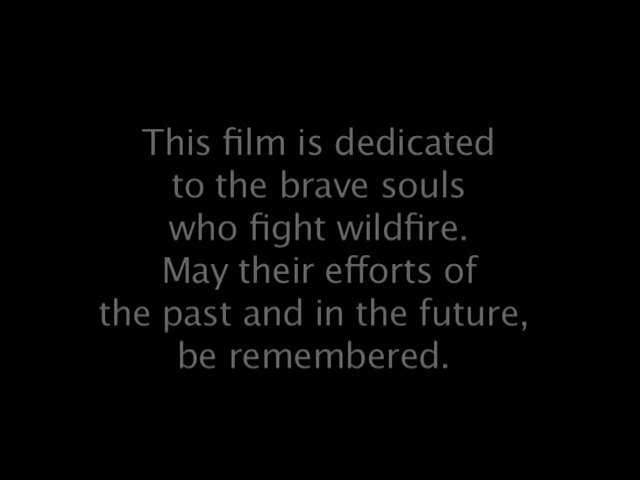 This film is dedicated
to the brave souls
who fight wildfire.
May their efforts of
the past and in the future,
be remembered.